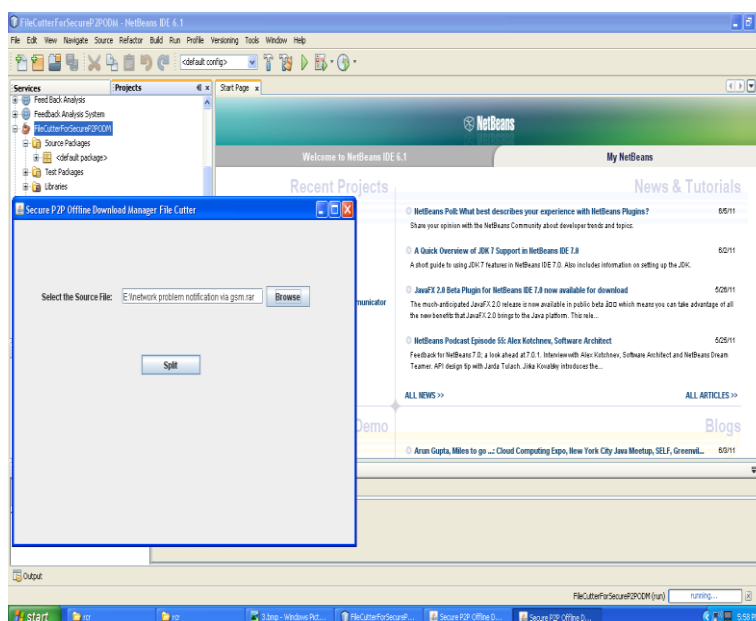 FileCutterForSecureP2PODM - NetBeans IDE 6.1
File Edit View Navigate Source Refactor Build Run Profile Versioning Tools Window Help
<default config>
Services
Projects
Start Page
Feed Back Analysis
Feedback Analysis System
FileCutterForSecureP2PODM
Source Packages
<default package>
Test Packages
Libraries
NetBeans
Welcome to NetBeans IDE 6.1
My NetBeans
Recent Projects
News & Tutorials
Secure P2P Offline Download Manager File Cutter
Select the Source File:
E:\network problem notification via gsm.rar
Browse
Split
municator
Demo
NetBeans Poll: What best describes your experience with NetBeans Plugins? 6/6/11
Share your opinion with the NetBeans Community about developer trends and topics.
A Quick Overview of JDK 7 Support in NetBeans IDE 7.0 6/2/11
A short guide to using JDK 7 features in NetBeans IDE 7.0. Also includes information on setting up the JDK.
JavaFX 2.0 Beta Plugin for NetBeans IDE 7.0 now available for download 5/26/11
The much-anticipated JavaFX 2.0 release is now available in public beta â□□ which means you can take advantage of all
the new benefits that JavaFX 2.0 brings to the Java platform. This rele...
NetBeans Podcast Episode 55: Alex Kotchnev, Software Architect 5/25/11
Feedback for NetBeans 7.0; a look ahead at 7.0.1. Interview with Alex Kotchnev, Software Architect and NetBeans Dream
Teamer. API design tip with Jarda Tulach. Jirka Kovalsky introduces the...
ALL NEWS >>
ALL ARTICLES >>
Blogs
Arun Gupta, Miles to go ...: Cloud Computing Expo, New York City Java Meetup, SELF, Greenvil... 6/3/11
Output
FileCutterForSecureP2PODM (run)
running...
start
rcr
rcr
3.bmp - Windows Pict...
FileCutterForSecureP...
Secure P2P Offline D...
Secure P2P Offline D...